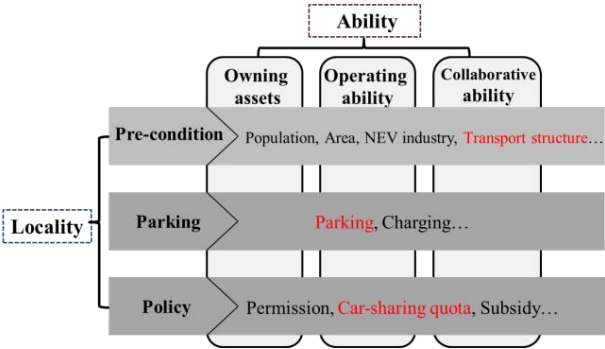 Ability
Owning assets
Operating ability
Collaborative ability
Pre-condition
Population, Area, NEV industry, Transport structure...
Locality
Parking
Parking, Charging...
Policy
Permission, Car-sharing quota, Subsidy...